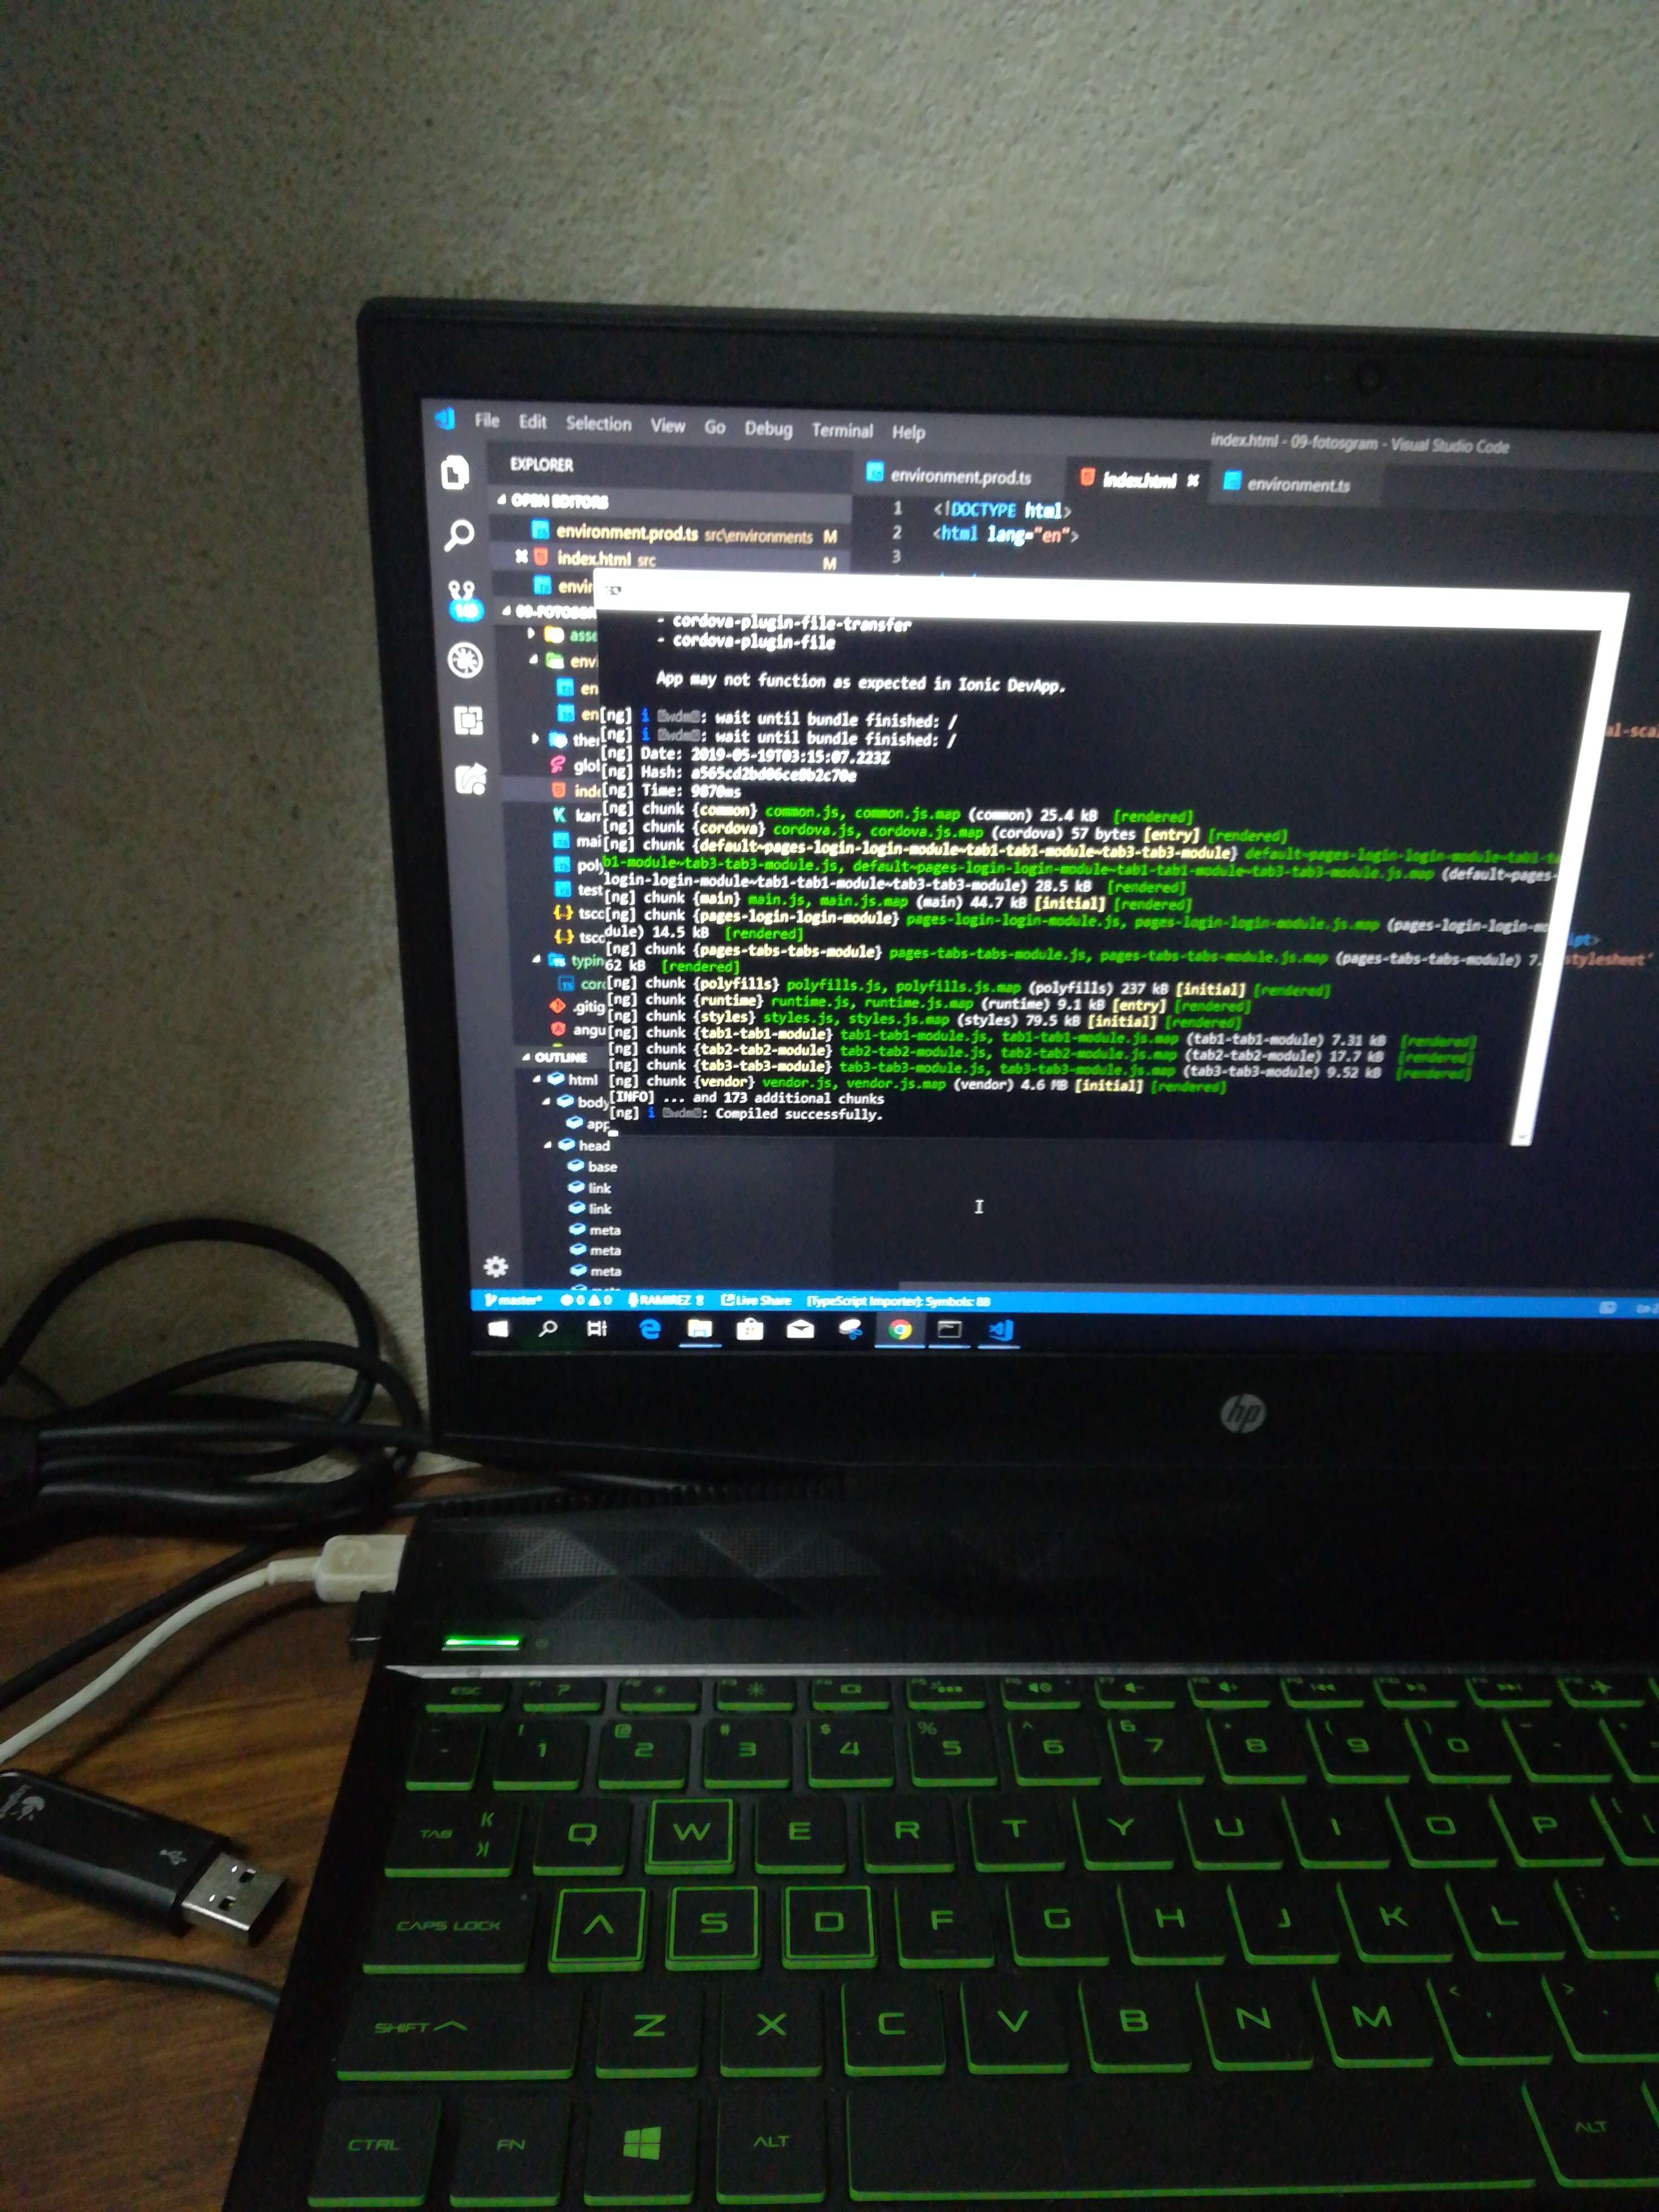 File Edit Selection View Go Debug Terminal Help
index.html - 09-fotosgram - Visual Studio Code
EXPLORER
environment.prod.ts
index.html
environment.ts
OPEN EDITORS
environment.prod.ts src\environments M
index.html src M
envir
1 <!DOCTYPE html>
2 <html lang="en">
3
asse
envi
en
en
glo
inde
kar
mai
poly
test
tsco
tsco
typin
.gitig
angu
- cordova-plugin-file-transfer
- cordova-plugin-file
App may not function as expected in Ionic DevApp.
[ng] i wdm: wait until bundle finished: /
[ng] i wdm: wait until bundle finished: /
[ng] Date: 2019-05-19T03:15:07.223Z
[ng] Hash:
[ng] Time: 9870ms
[ng] chunk {common} common.js, common.js.map (common) 25.4 kB [rendered]
[ng] chunk {cordova} cordova.js, cordova.js.map (cordova) 57 bytes [entry] [rendered]
[ng] chunk {default~pages-login-login-module~tab1-tab1-module~tab3-tab3-module} default~pages-login-login-module~tab1-t
b1-module~tab3-tab3-module.js, default~pages-login-login-module~tab1-tab1-module~tab3-tab3-module.js.map (default~pages-
login-login-module~tab1-tab1-module~tab3-tab3-module) 28.5 kB [rendered]
[ng] chunk {main} main.js, main.js.map (main) 44.7 kB [initial] [rendered]
[ng] chunk {pages-login-login-module} pages-login-login-module.js, pages-login-login-module.js.map (pages-login-login-mo
dule) 14.5 kB [rendered]
[ng] chunk {pages-tabs-tabs-module} pages-tabs-tabs-module.js, pages-tabs-tabs-module.js.map (pages-tabs-tabs-module) 7.
62 kB [rendered]
[ng] chunk {polyfills} polyfills.js, polyfills.js.map (polyfills) 237 kB [initial] [rendered]
[ng] chunk {runtime} runtime.js, runtime.js.map (runtime) 9.1 kB [entry] [rendered]
[ng] chunk {styles} styles.js, styles.js.map (styles) 79.5 kB [initial] [rendered]
[ng] chunk {tab1-tab1-module} tab1-tab1-module.js, tab1-tab1-module.js.map (tab1-tab1-module) 7.31 kB [rendered]
[ng] chunk {tab2-tab2-module} tab2-tab2-module.js, tab2-tab2-module.js.map (tab2-tab2-module) 17.7 kB [rendered]
[ng] chunk {tab3-tab3-module} tab3-tab3-module.js, tab3-tab3-module.js.map (tab3-tab3-module) 9.52 kB [rendered]
[ng] chunk {vendor} vendor.js, vendor.js.map (vendor) 4.6 MB [initial] [rendered]
[INFO] ... and 173 additional chunks
[ng] i wdm: Compiled successfully.
al-sca
ipt>
stylesheet'
OUTLINE
html
body
app
head
base
link
link
meta
meta
meta
master* 0 0 RAMIREZ Live Share [TypeScript Importer]: Symbols: 88
hp
ESC
1 2 3 4 5 6 7 8 9 0 -
TAB Q W E R T Y U I O P
CAPS LOCK A S D F G H J K L :
SHIFT Z X C V B N M < , > .
CTRL FN ALT ALT